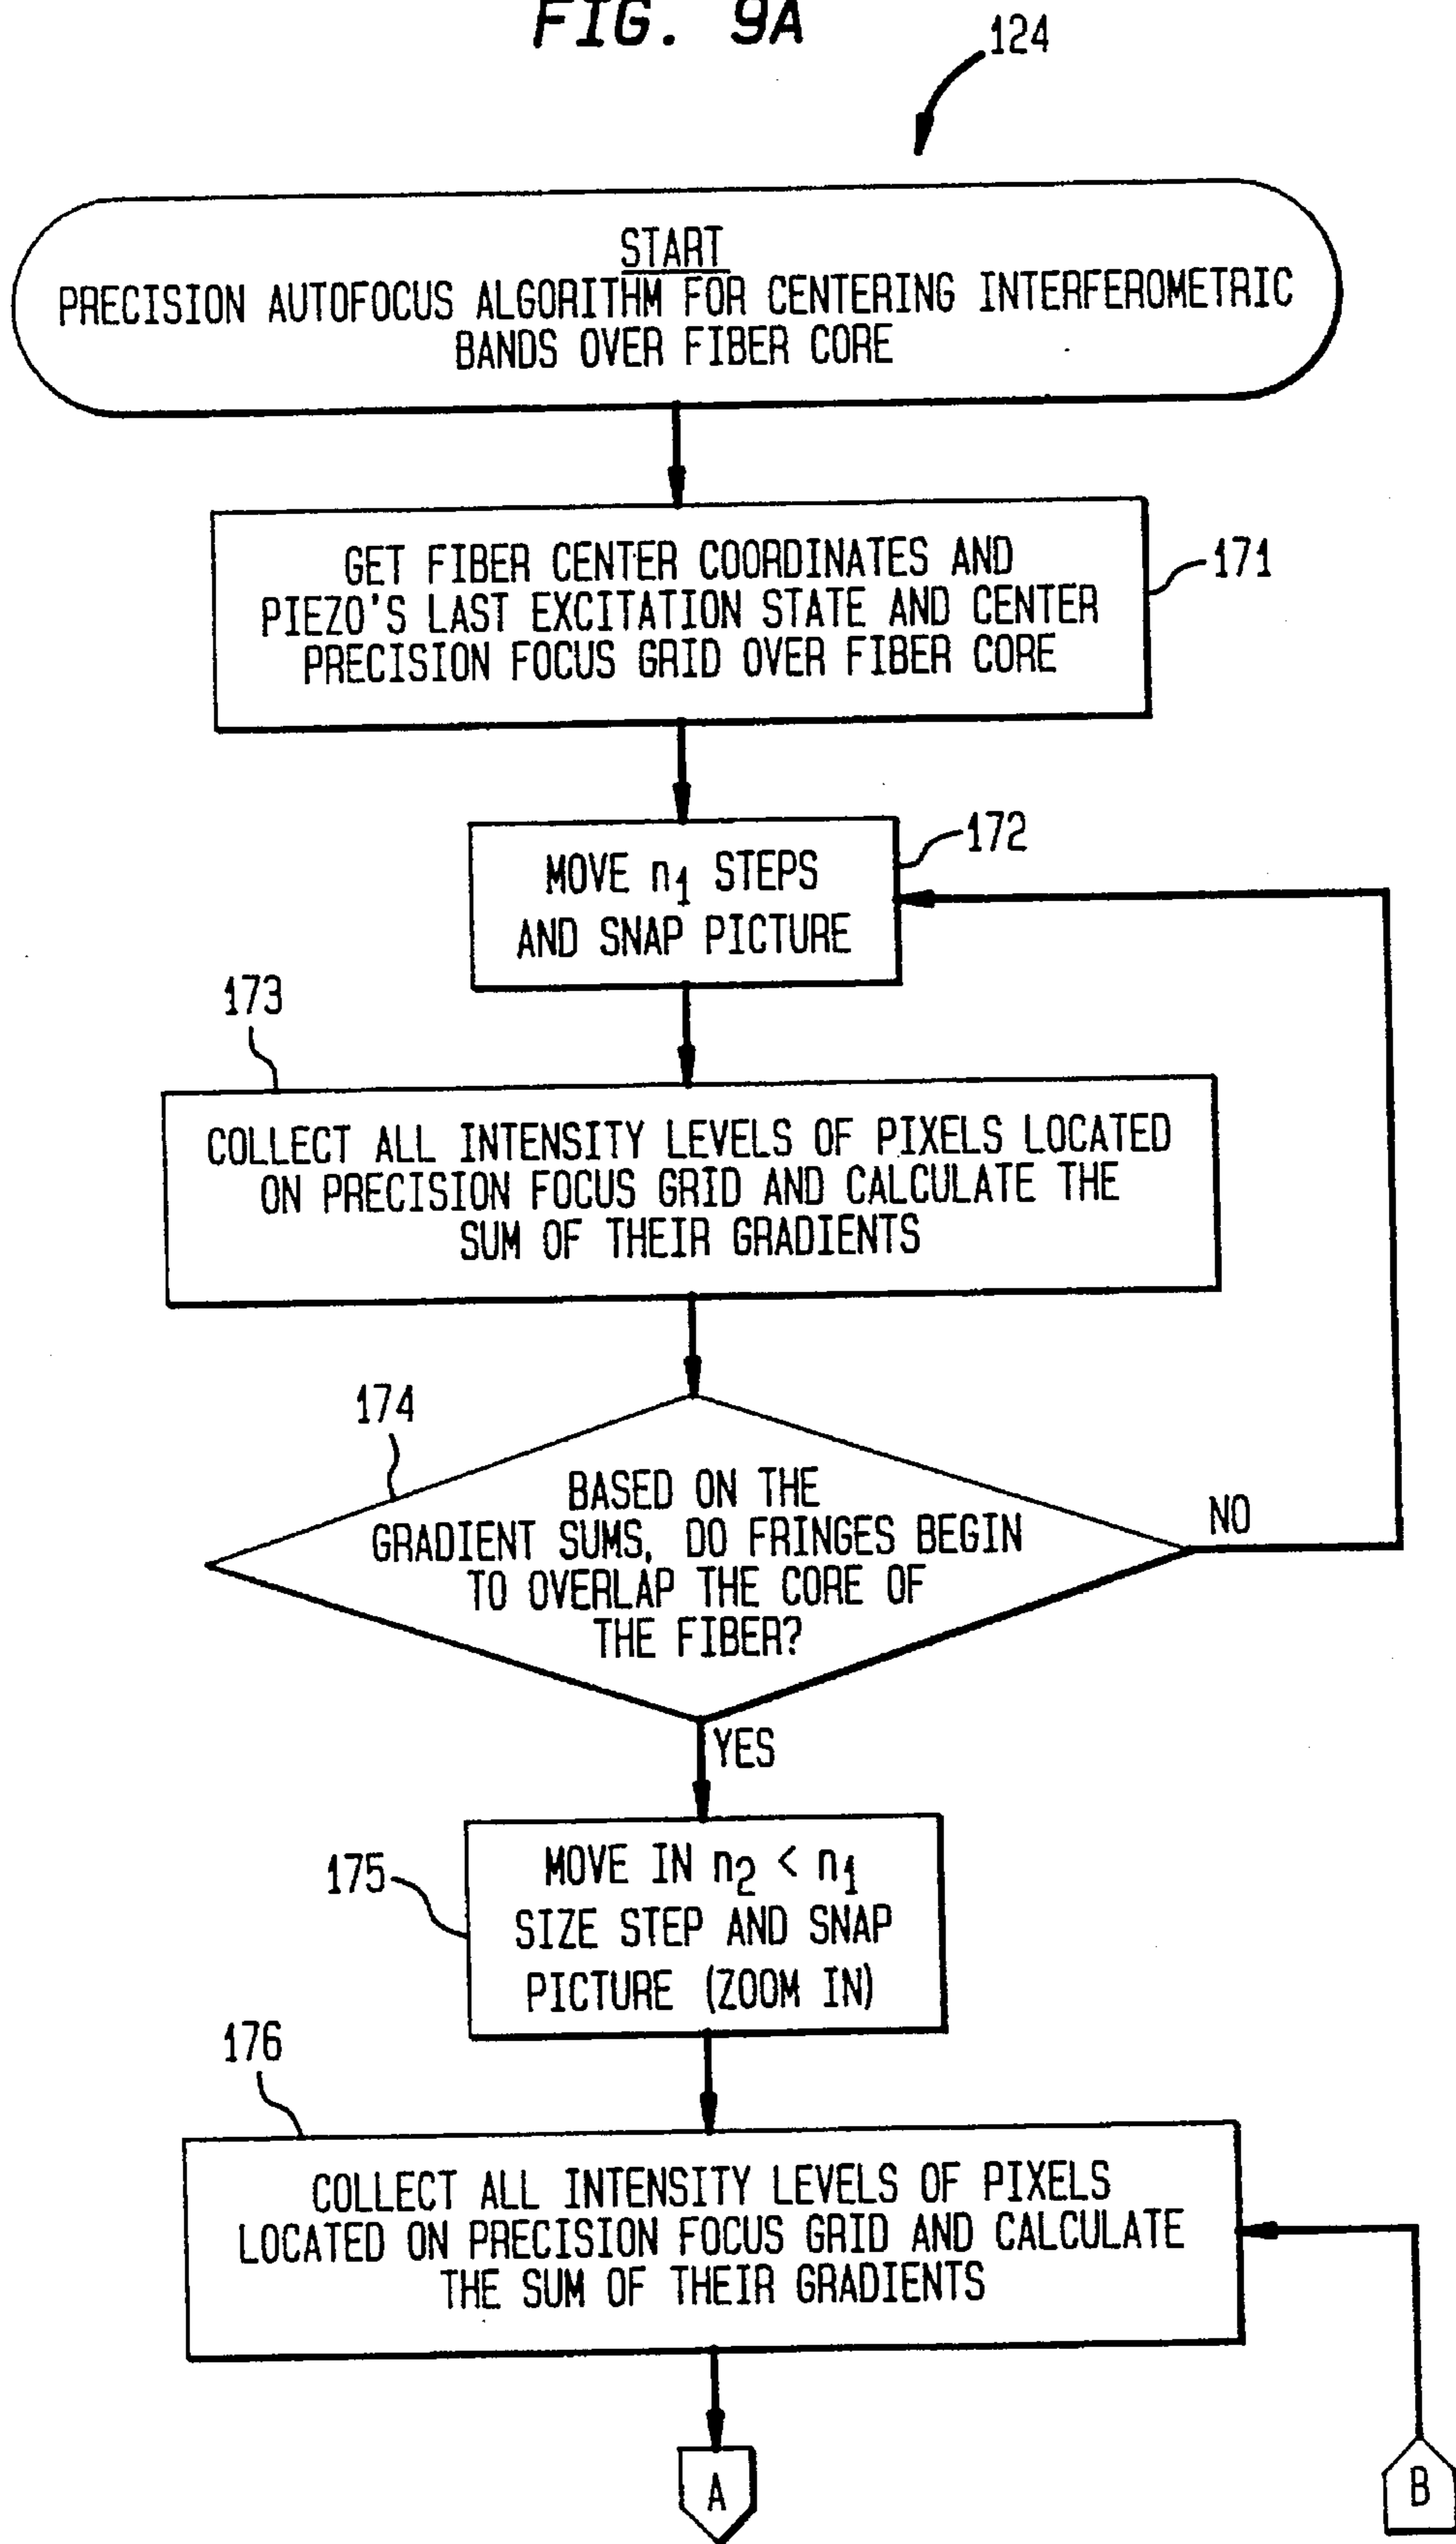 FIG. 9A
124
START
PRECISION AUTOFOCUS ALGORITHM FOR CENTERING INTERFEROMETRIC
BANDS OVER FIBER CORE
GET FIBER CENTER COORDINATES AND
PIEZO'S LAST EXCITATION STATE AND CENTER
PRECISION FOCUS GRID OVER FIBER CORE
171
MOVE n1 STEPS
AND SNAP PICTURE
172
173
COLLECT ALL INTENSITY LEVELS OF PIXELS LOCATED
ON PRECISION FOCUS GRID AND CALCULATE THE
SUM OF THEIR GRADIENTS
174
BASED ON THE
GRADIENT SUMS, DO FRINGES BEGIN
TO OVERLAP THE CORE OF
THE FIBER?
NO
YES
175
MOVE IN n2 < n1
SIZE STEP AND SNAP
PICTURE (ZOOM IN)
176
COLLECT ALL INTENSITY LEVELS OF PIXELS
LOCATED ON PRECISION FOCUS GRID AND CALCULATE
THE SUM OF THEIR GRADIENTS
A
B